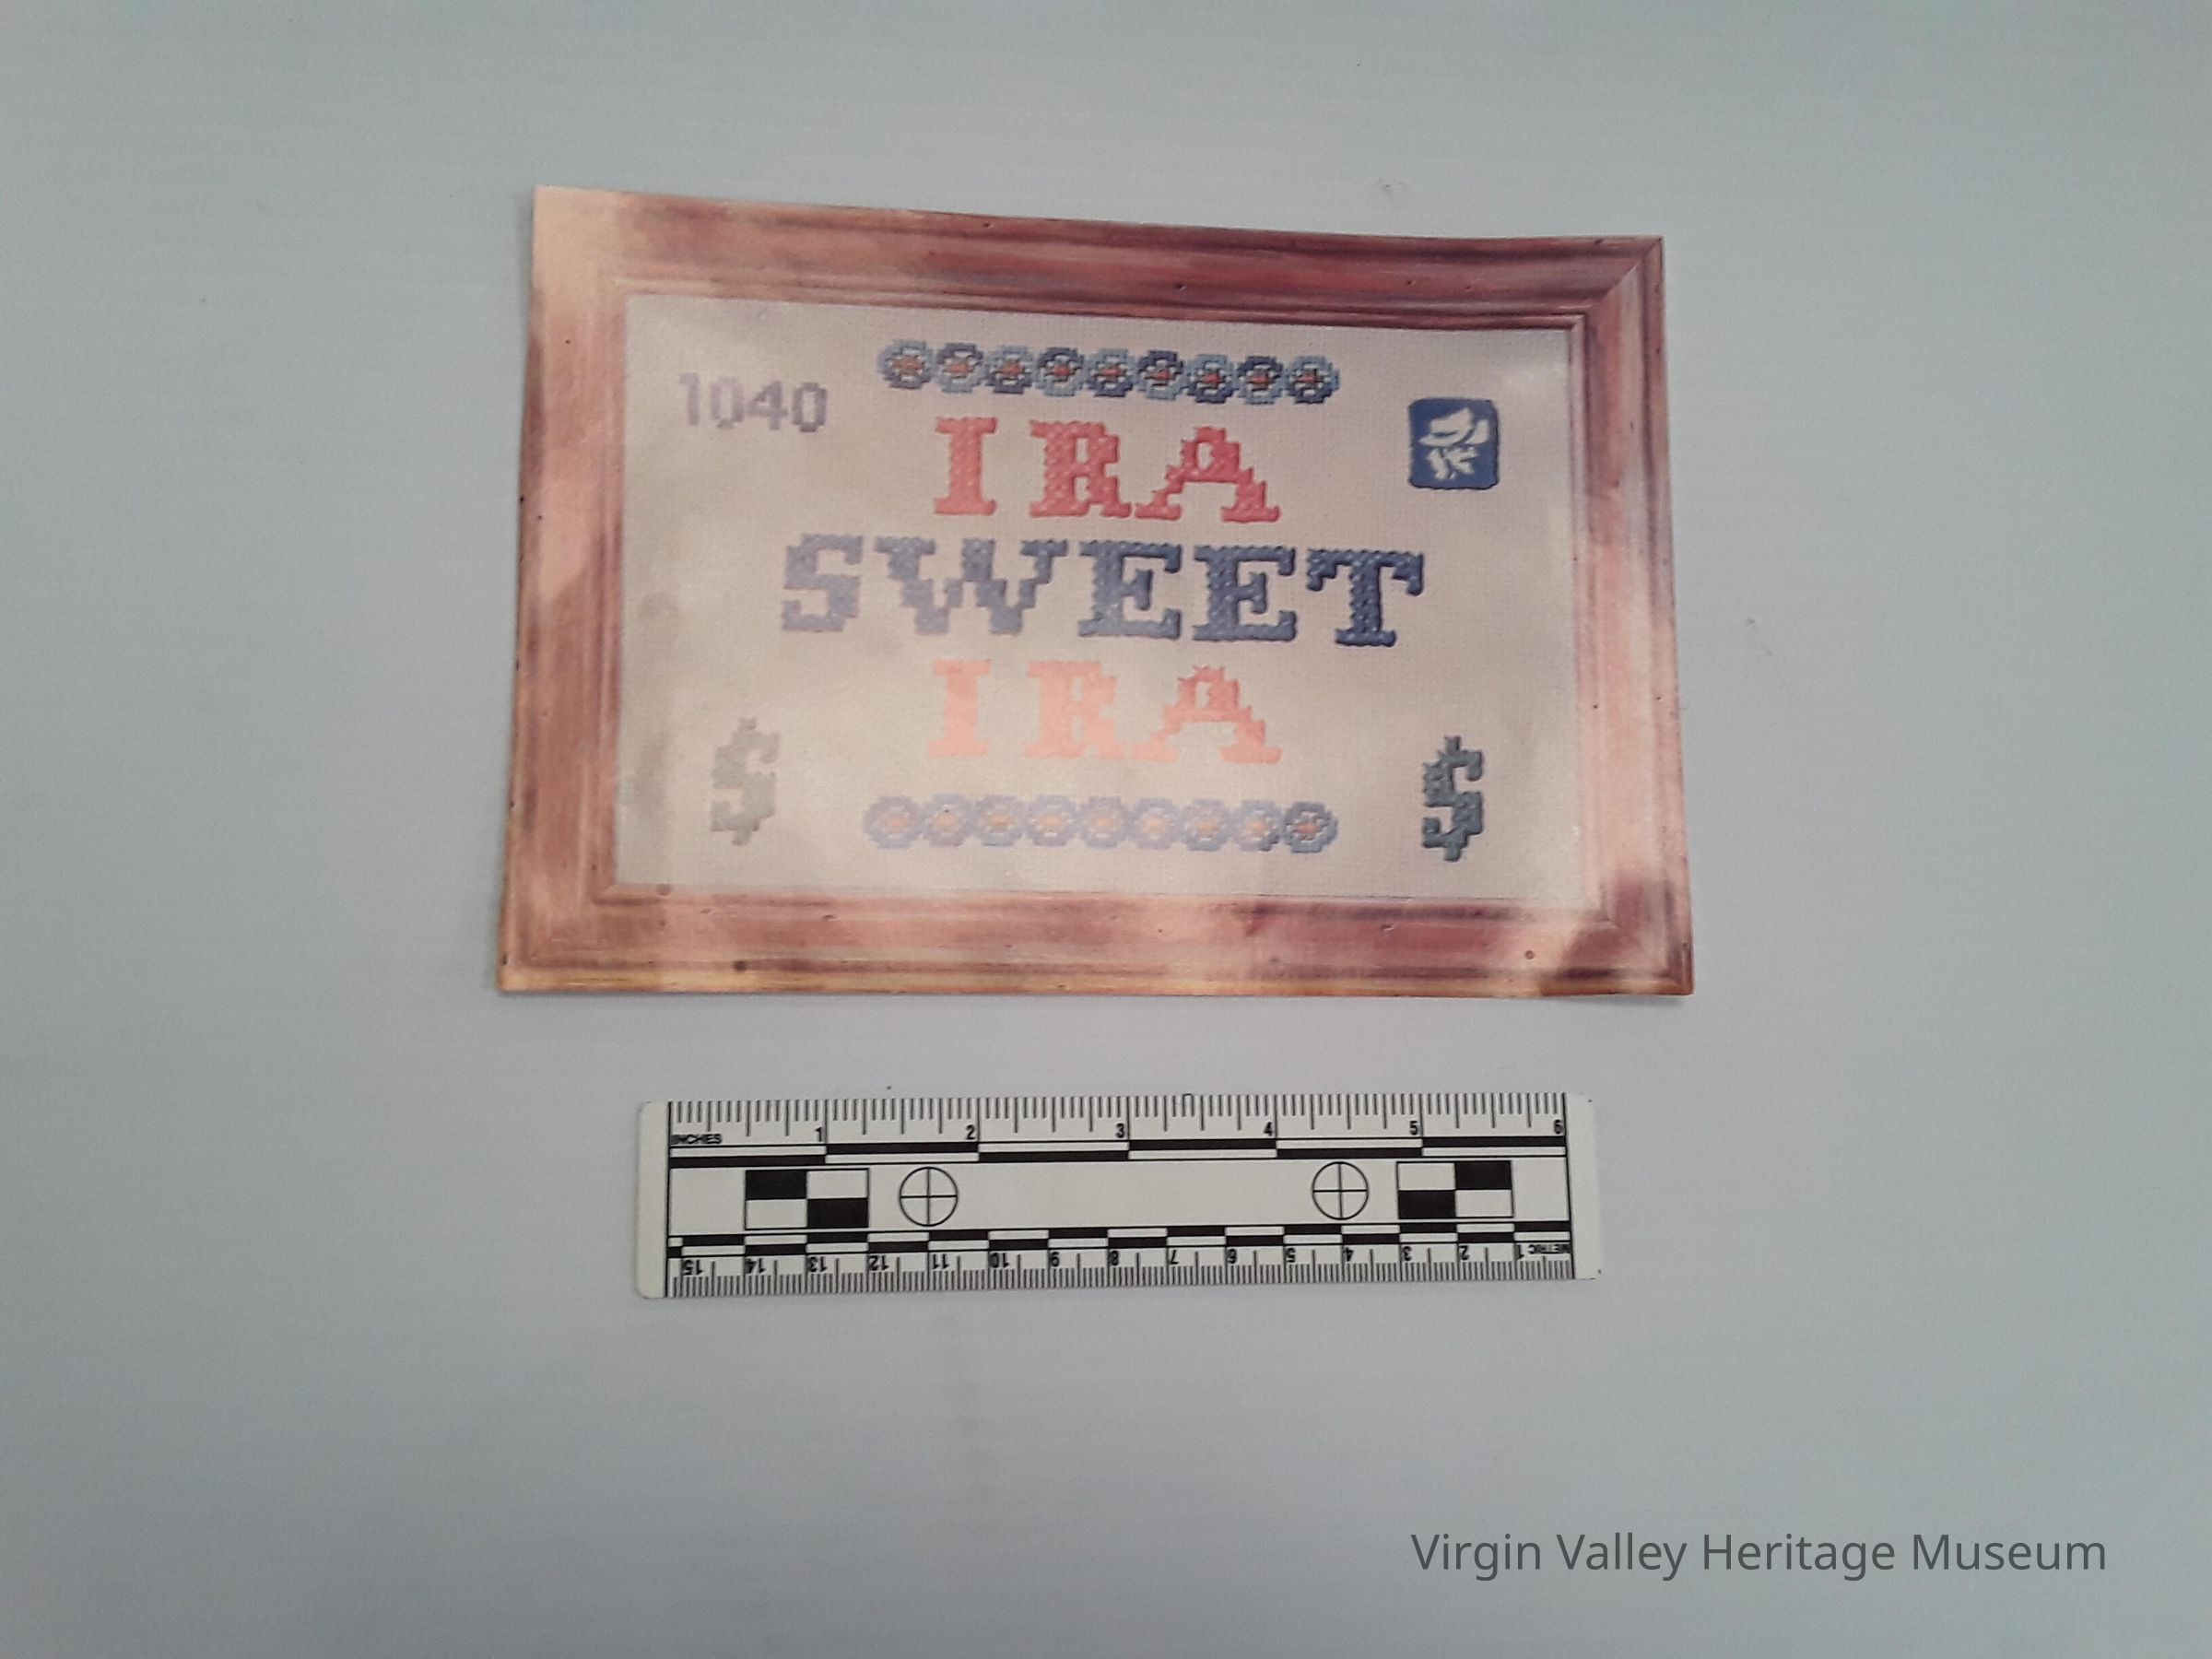 1040
IRA
SWEET
IRA
$ $
INCHES 1 2 3 4 5 6
15 14 13 12 11 10 9 8 7 6 5 4 3 2 1 METRIC
Virgin Valley Heritage Museum